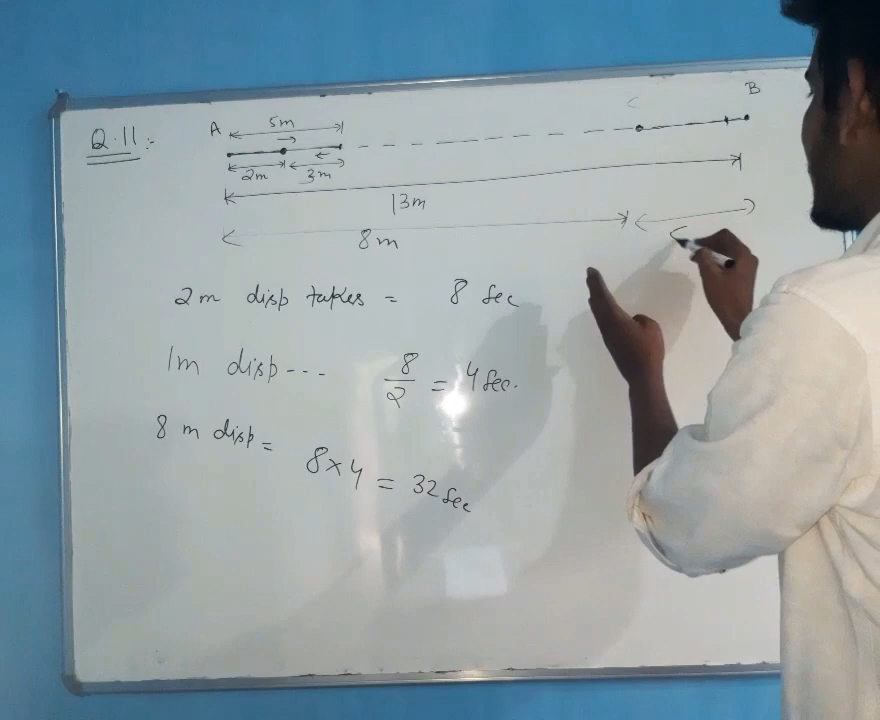 Q.11:-
A 5m C B
2m 3m
13m
8m
2m disp takes = 8 Sec
1m disp --- 8/2 = 4 Sec.
8 m disp = 8×4 = 32 Sec